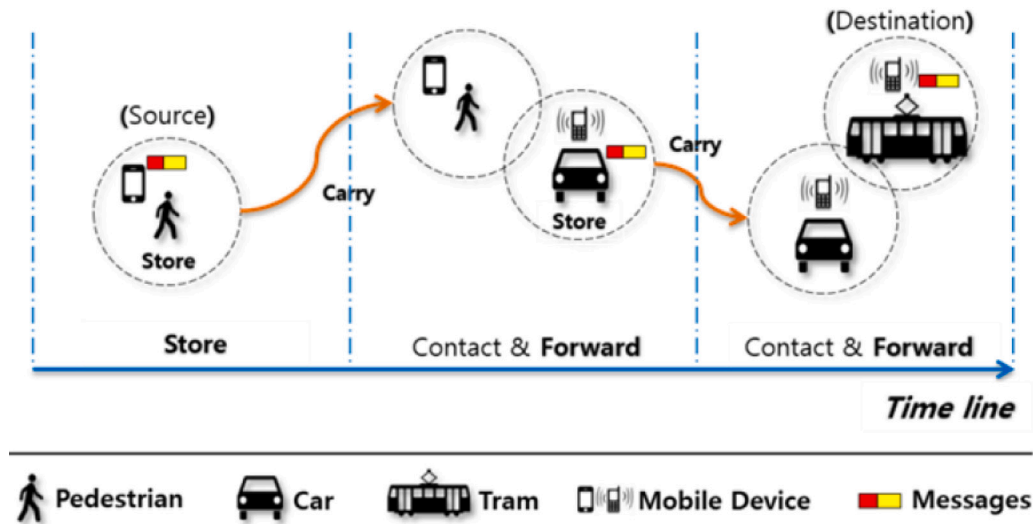 (Source)
Store
Carry
Store
Carry
(Destination)
Store
Contact & Forward
Contact & Forward
Time line
Pedestrian
Car
Tram
Mobile Device
Messages